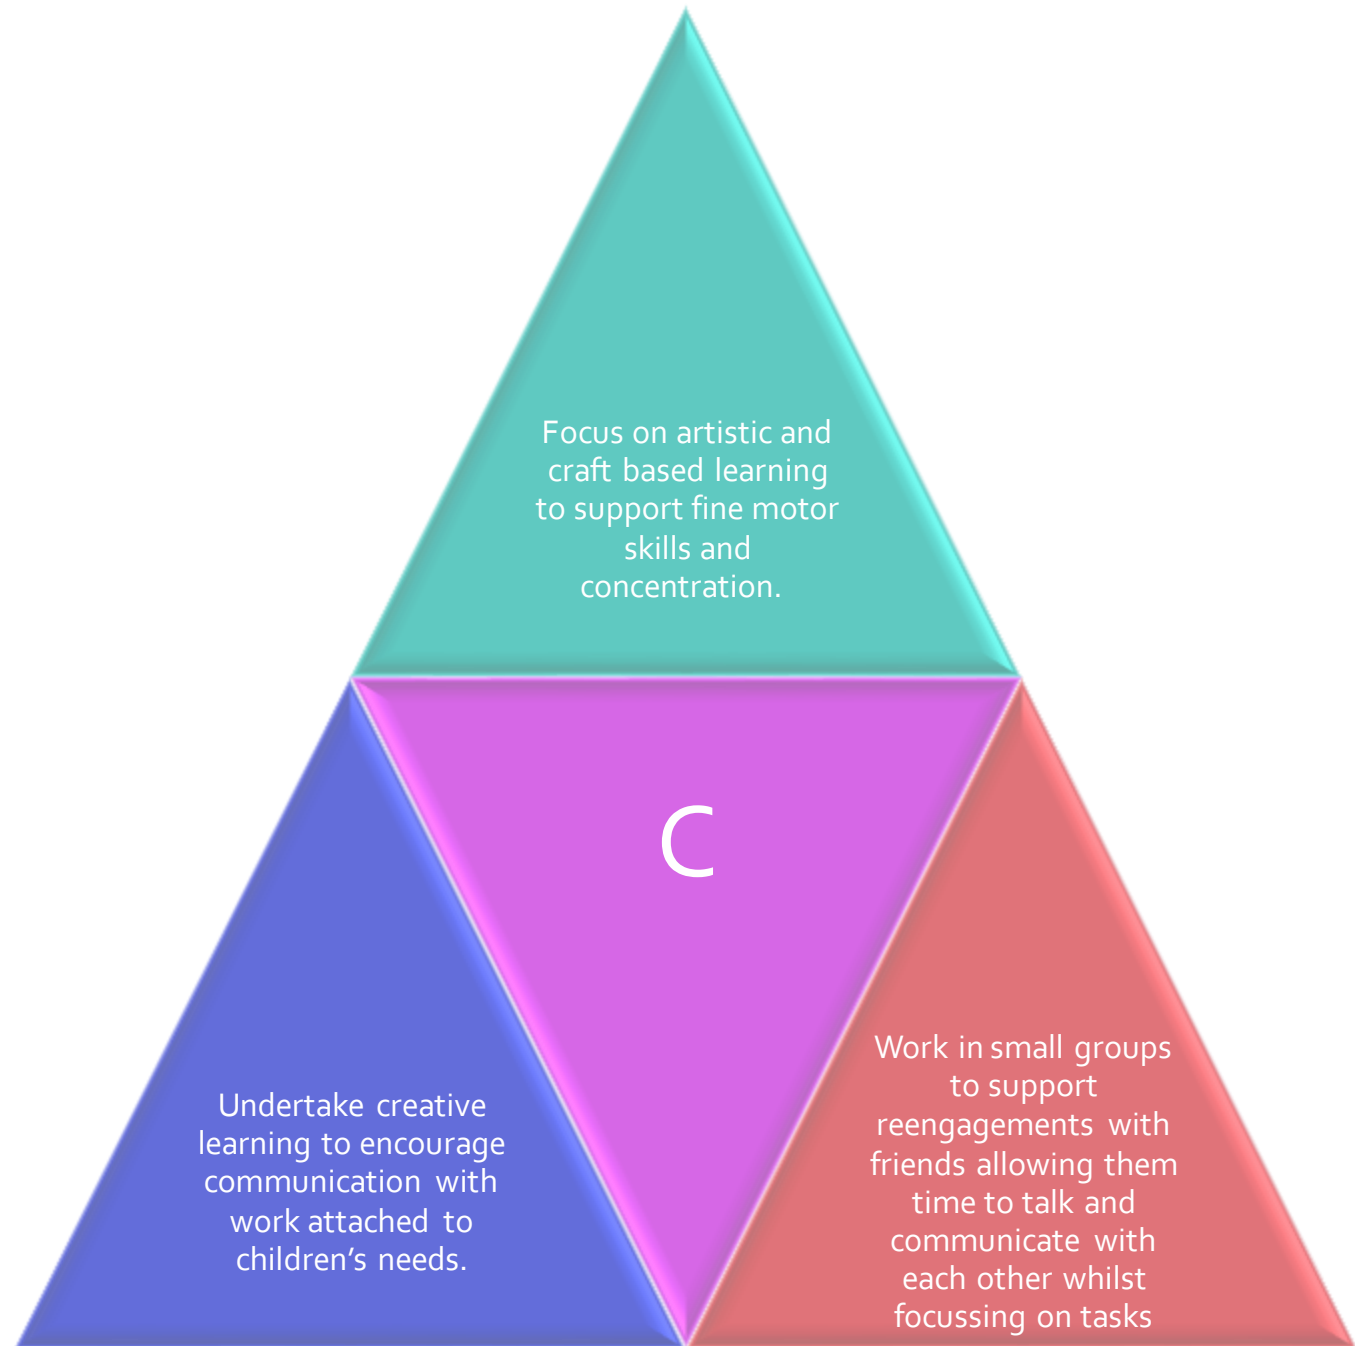 Focus on artistic and
craft based learning
to support fine motor
skills and
concentration.
C
Undertake creative
learning to encourage
communication with
work attached to
children’s needs.
Work in small groups
to support
reengagements with
friends allowing them
time to talk and
communicate with
each other whilst
focussing on tasks